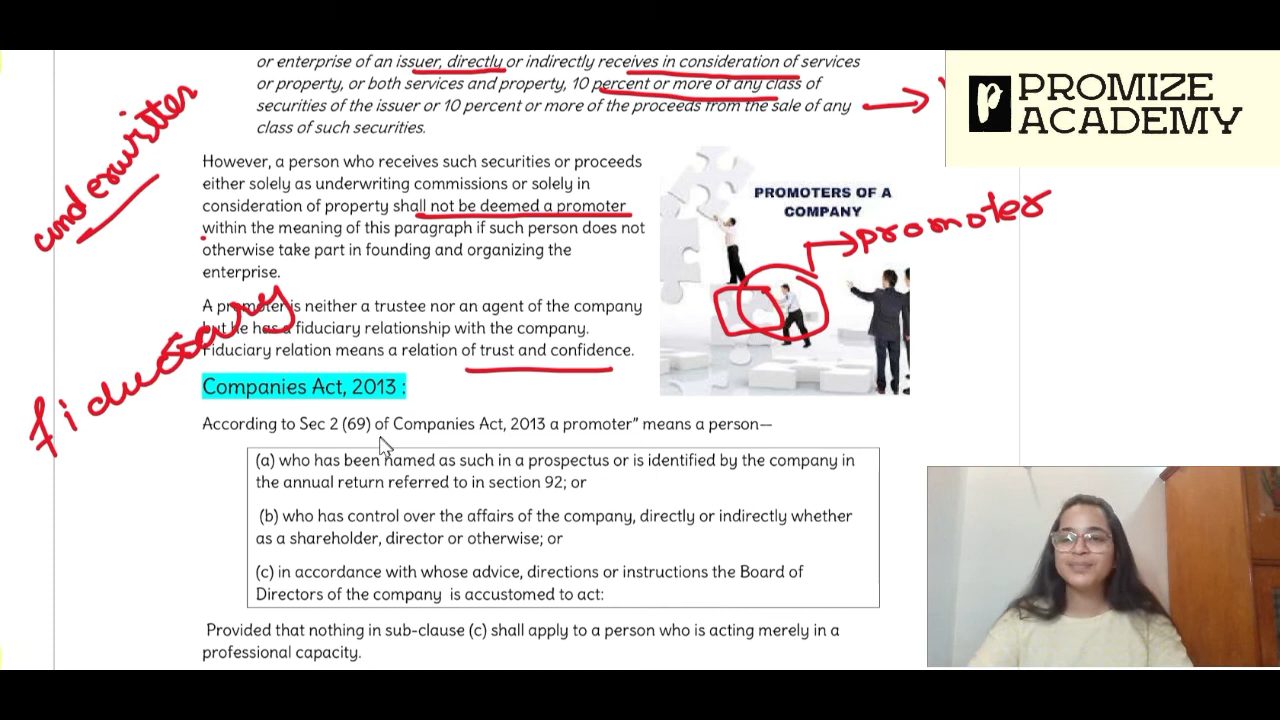 or enterprise of an issuer, directly or indirectly receives in consideration of services
or property, or both services and property, 10 percent or more of any class of
securities of the issuer or 10 percent or more of the proceeds from the sale of any
class of such securities.
PROMIZE
ACADEMY
underwritter
However, a person who receives such securities or proceeds
either solely as underwriting commissions or solely in
consideration of property shall not be deemed a promoter
within the meaning of this paragraph if such person does not
otherwise take part in founding and organizing the
enterprise.
PROMOTERS OF A
COMPANY
promoter
A promoter is neither a trustee nor an agent of the company
but he has a fiduciary relationship with the company.
Fiduciary relation means a relation of trust and confidence.
Companies Act, 2013 :
According to Sec 2 (69) of Companies Act, 2013 a promoter” means a person—
(a) who has been named as such in a prospectus or is identified by the company in
the annual return referred to in section 92; or
(b) who has control over the affairs of the company, directly or indirectly whether
as a shareholder, director or otherwise; or
(c) in accordance with whose advice, directions or instructions the Board of
Directors of the company is accustomed to act:
Provided that nothing in sub-clause (c) shall apply to a person who is acting merely in a
professional capacity.